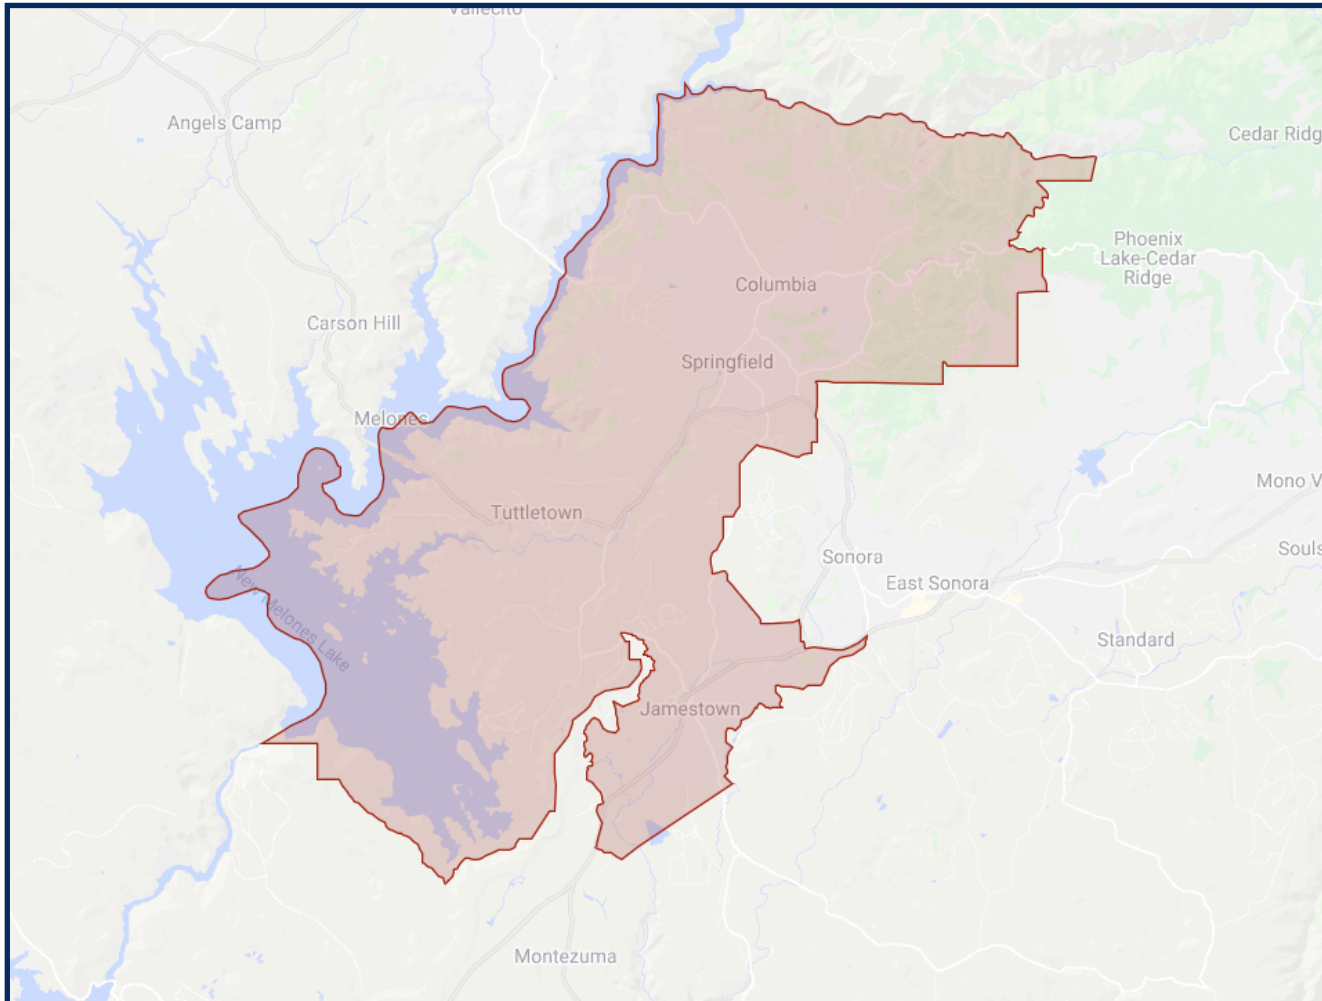 Vallecito
Angels Camp
Cedar Ridg
Phoenix
Lake-Cedar
Ridge
Columbia
Carson Hill
Springfield
Melones
Mono V
Tuttletown
Souls
Sonora
East Sonora
New Melones Lake
Standard
Jamestown
Montezuma